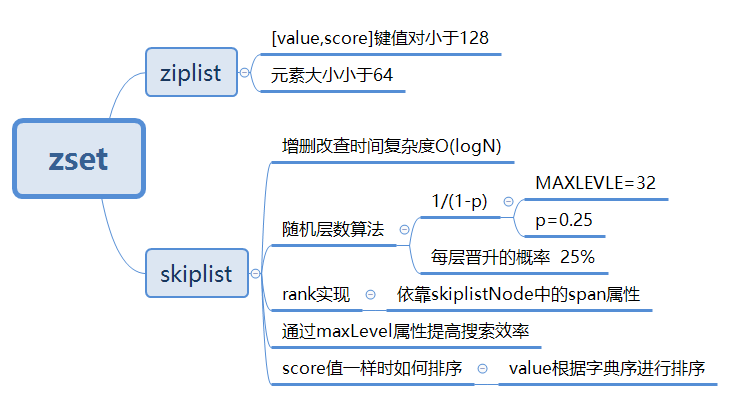 zset
ziplist
[value,score]键值对小于128
元素大小小于64
skiplist
增删改查时间复杂度O(logN)
随机层数算法
1/(1-p)
MAXLEVLE=32
p=0.25
每层晋升的概率 25%
rank实现
依靠skiplistNode中的span属性
通过maxLevel属性提高搜索效率
score值一样时如何排序
value根据字典序进行排序